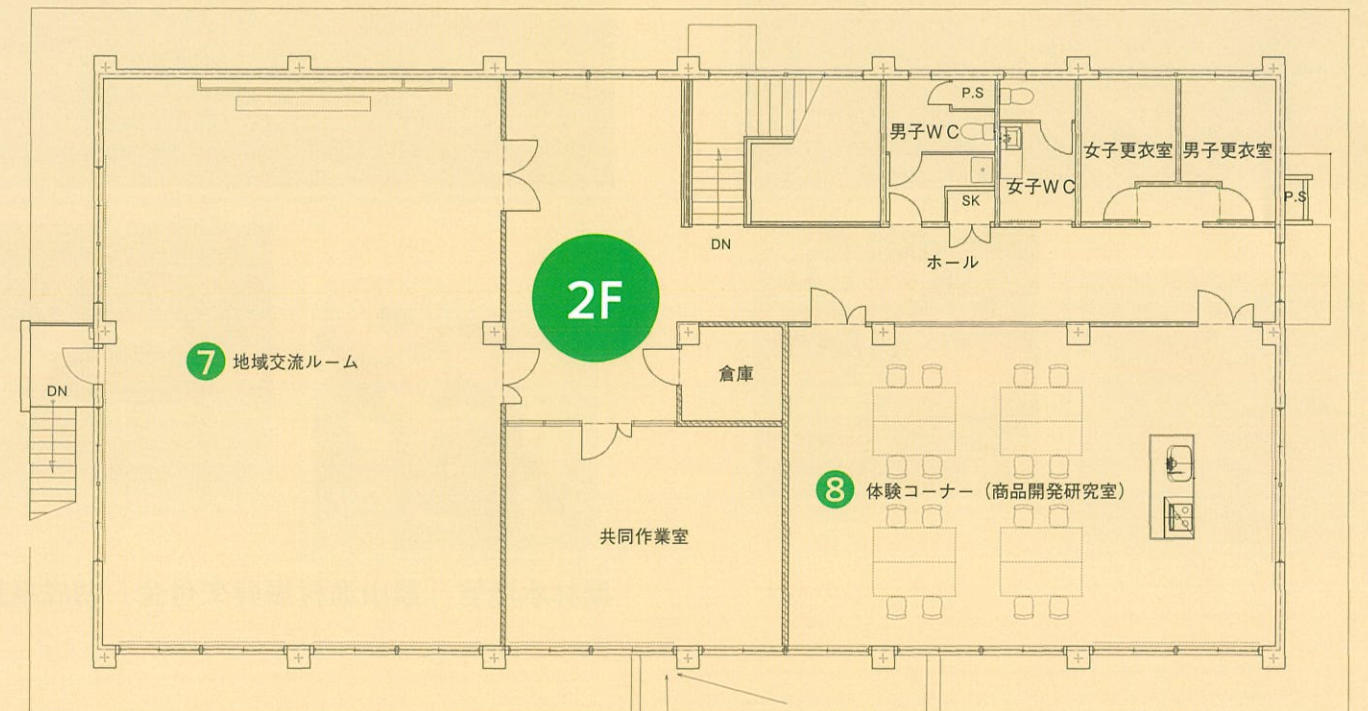 P.S
男子WC
女子更衣室
男子更衣室
女子WC
P.S
SK
DN
ホール
2F
7 地域交流ルーム
倉庫
DN
8 体験コーナー（商品開発研究室）
共同作業室